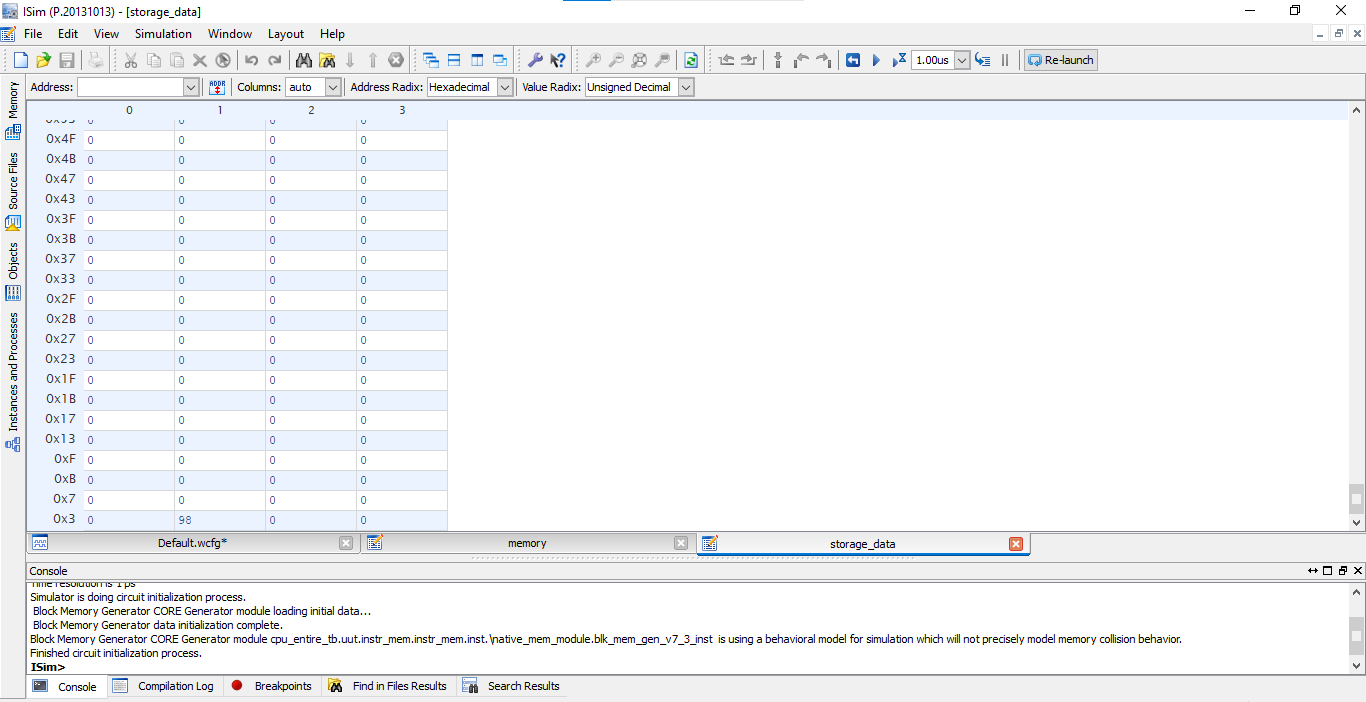 ISim (P.20131013) - [storage_data]
File Edit View Simulation Window Layout Help
1.00us Re-launch
Address: ADDR Columns: auto Address Radix: Hexadecimal Value Radix: Unsigned Decimal
Memory
Source Files
Objects
Instances and Processes
0 1 2 3
0x4F 0 0 0 0
0x4B 0 0 0 0
0x47 0 0 0 0
0x43 0 0 0 0
0x3F 0 0 0 0
0x3B 0 0 0 0
0x37 0 0 0 0
0x33 0 0 0 0
0x2F 0 0 0 0
0x2B 0 0 0 0
0x27 0 0 0 0
0x23 0 0 0 0
0x1F 0 0 0 0
0x1B 0 0 0 0
0x17 0 0 0 0
0x13 0 0 0 0
0xF 0 0 0 0
0xB 0 0 0 0
0x7 0 0 0 0
0x3 0 98 0 0
Default.wcfg* memory storage_data
Console
Time resolution is 1 ps
Simulator is doing circuit initialization process.
Block Memory Generator CORE Generator module loading initial data...
Block Memory Generator data initialization complete.
Block Memory Generator CORE Generator module cpu_entire_tb.uut.instr_mem.instr_mem.inst.\native_mem_module.blk_mem_gen_v7_3_inst is using a behavioral model for simulation which will not precisely model memory collision behavior.
Finished circuit initialization process.
ISim>
Console Compilation Log Breakpoints Find in Files Results Search Results